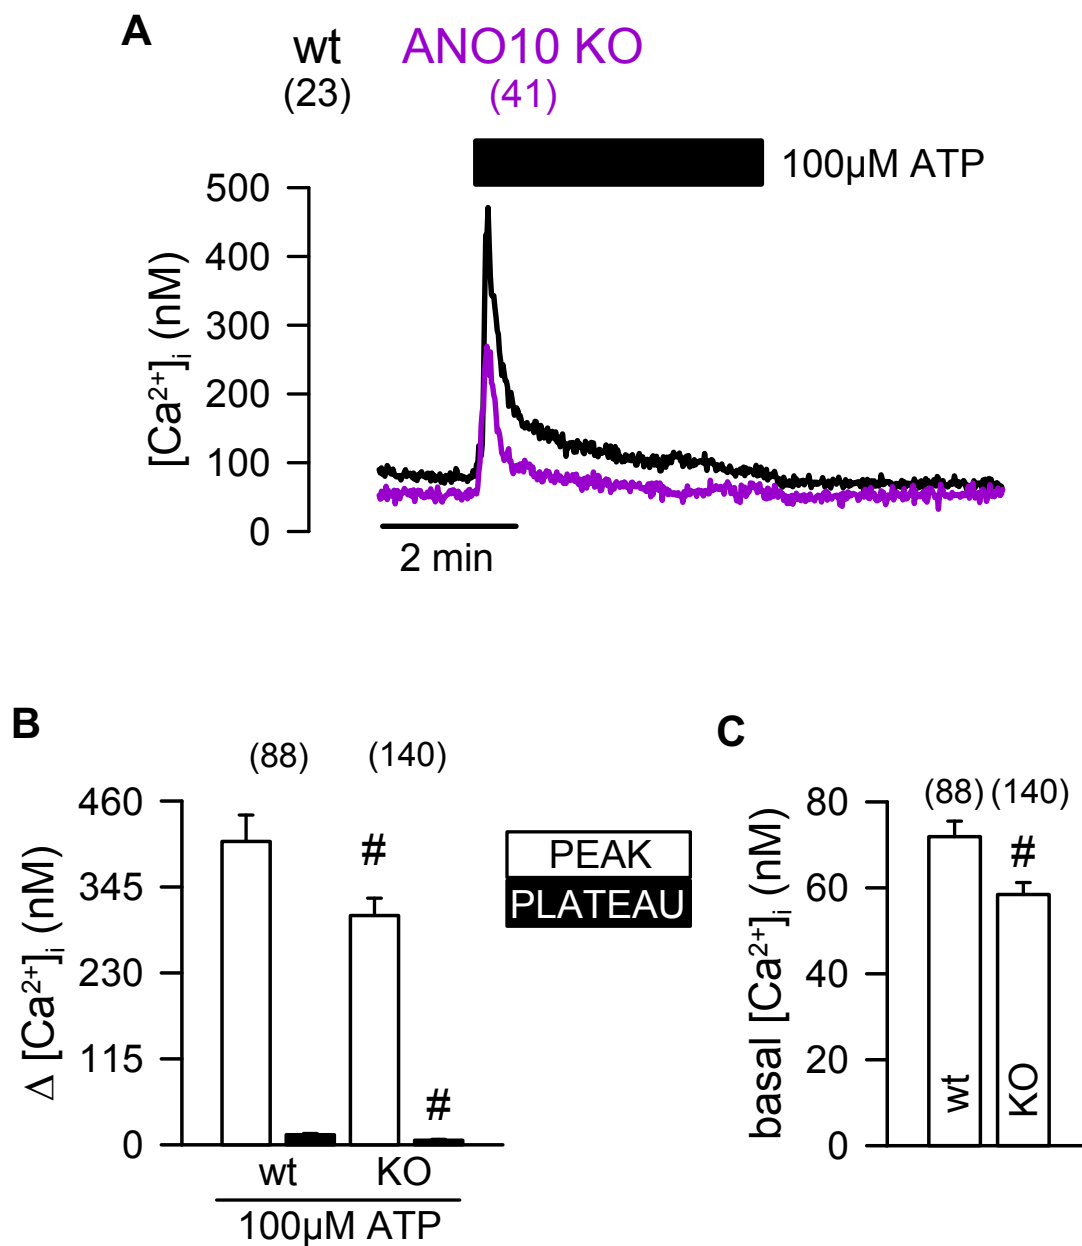 A
wt ANO10 KO
(23) (41)
100µM ATP
500
400
300
200
100
0
[Ca²⁺]ᵢ (nM)
2 min
B
(88) (140)
460
345
230
115
0
Δ [Ca²⁺]ᵢ (nM)
#
#
wt KO
100µM ATP
PEAK
PLATEAU
C
(88) (140)
80
60
40
20
0
basal [Ca²⁺]ᵢ (nM)
#
wt
KO